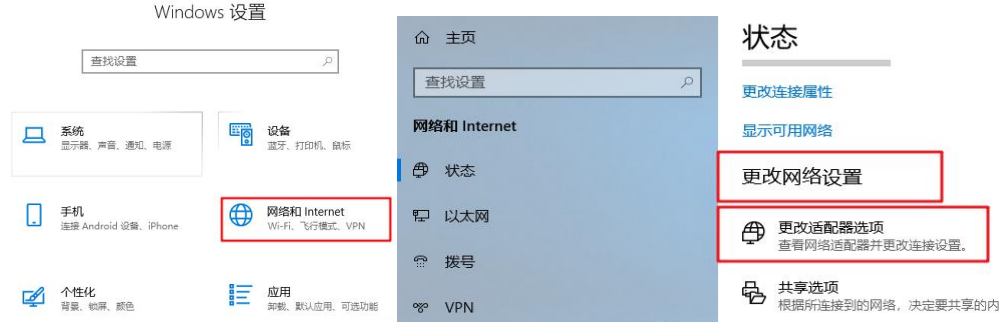 Windows 设置
查找设置
系统
显示器、声音、通知、电源
设备
蓝牙、打印机、鼠标
手机
连接 Android 设备、iPhone
网络和 Internet
Wi-Fi、飞行模式、VPN
个性化
背景、锁屏、颜色
应用
卸载、默认应用、可选功能
主页
查找设置
网络和 Internet
状态
以太网
拨号
VPN
状态
更改连接属性
显示可用网络
更改网络设置
更改适配器选项
查看网络适配器并更改连接设置。
共享选项
根据所连接到的网络，决定要共享的内